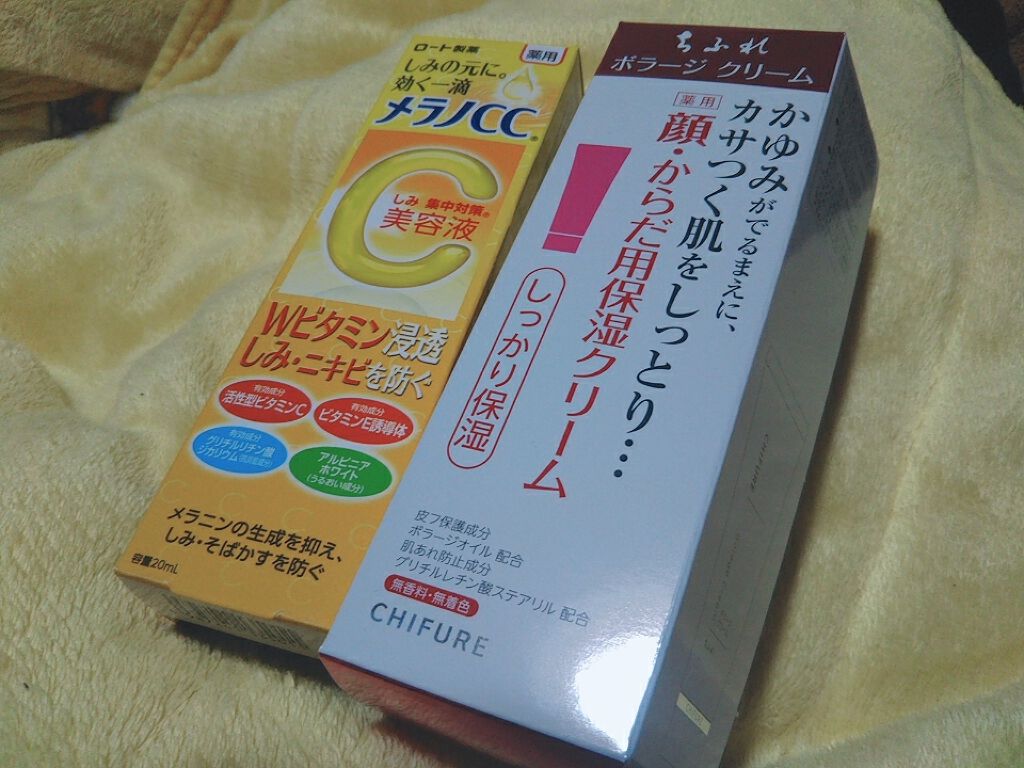 ロート製薬
薬用
しみの元に。
効く一滴
メラノCC®
C
しみ 集中対策®
美容液
Wビタミン浸透
しみ・ニキビを防ぐ
有効成分
活性型ビタミンC
有効成分
ビタミンE誘導体
有効成分
グリチルリチン酸
ジカリウム(抗炎症成分)
アルピニア
ホワイト
(うるおい成分)
メラニンの生成を抑え、
しみ・そばかすを防ぐ
容量20mL
ちふれ
ボラージ クリーム
かゆみがでるまえに、
カサつく肌をしっとり…
薬用
顔・からだ用保湿クリーム
しっかり保湿
皮フ保護成分
ボラージオイル 配合
肌あれ防止成分
グリチルレチン酸ステアリル 配合
無香料・無着色
CHIFURE
CHIFURE